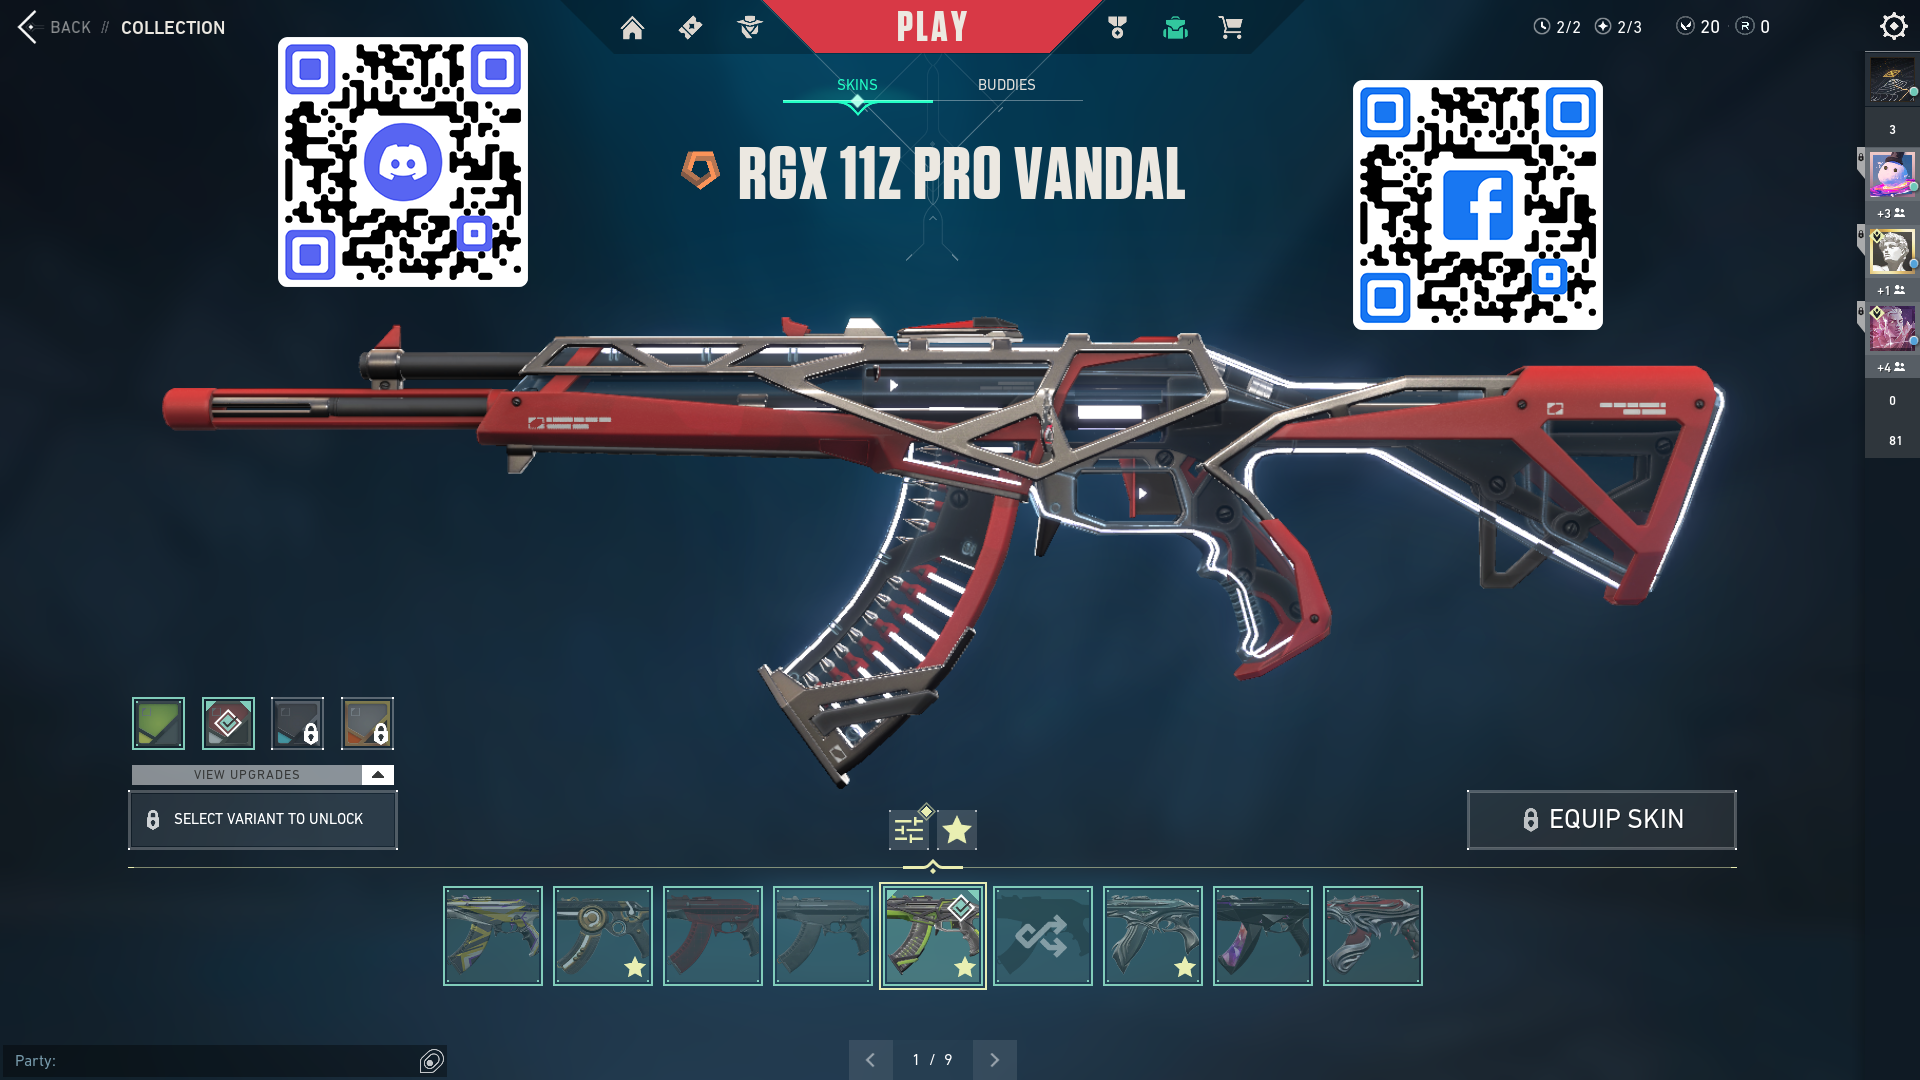 BACK // COLLECTION
PLAY
2/2 2/3 20 R 0
SKINS BUDDIES
RGX 11Z PRO VANDAL
3
+3
+1
+4
0
81
VIEW UPGRADES
SELECT VARIANT TO UNLOCK
EQUIP SKIN
Party:
1 / 9